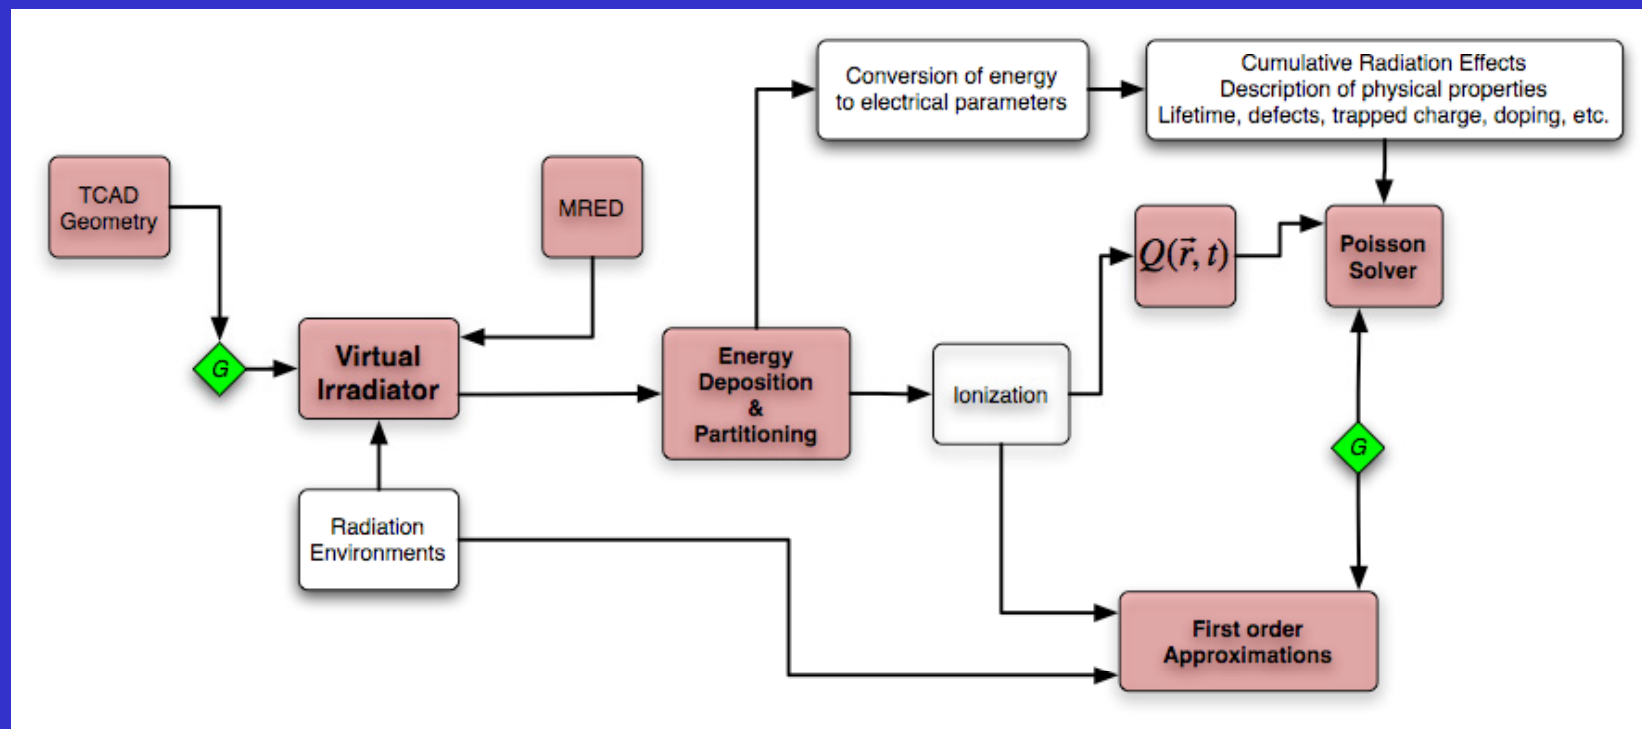 Conversion of energy
to electrical parameters
Cumulative Radiation Effects
Description of physical properties
Lifetime, defects, trapped charge, doping, etc.
TCAD
Geometry
MRED
Q(r⃗, t)
Poisson
Solver
G
Virtual
Irradiator
Energy
Deposition
&
Partitioning
Ionization
G
Radiation
Environments
First order
Approximations